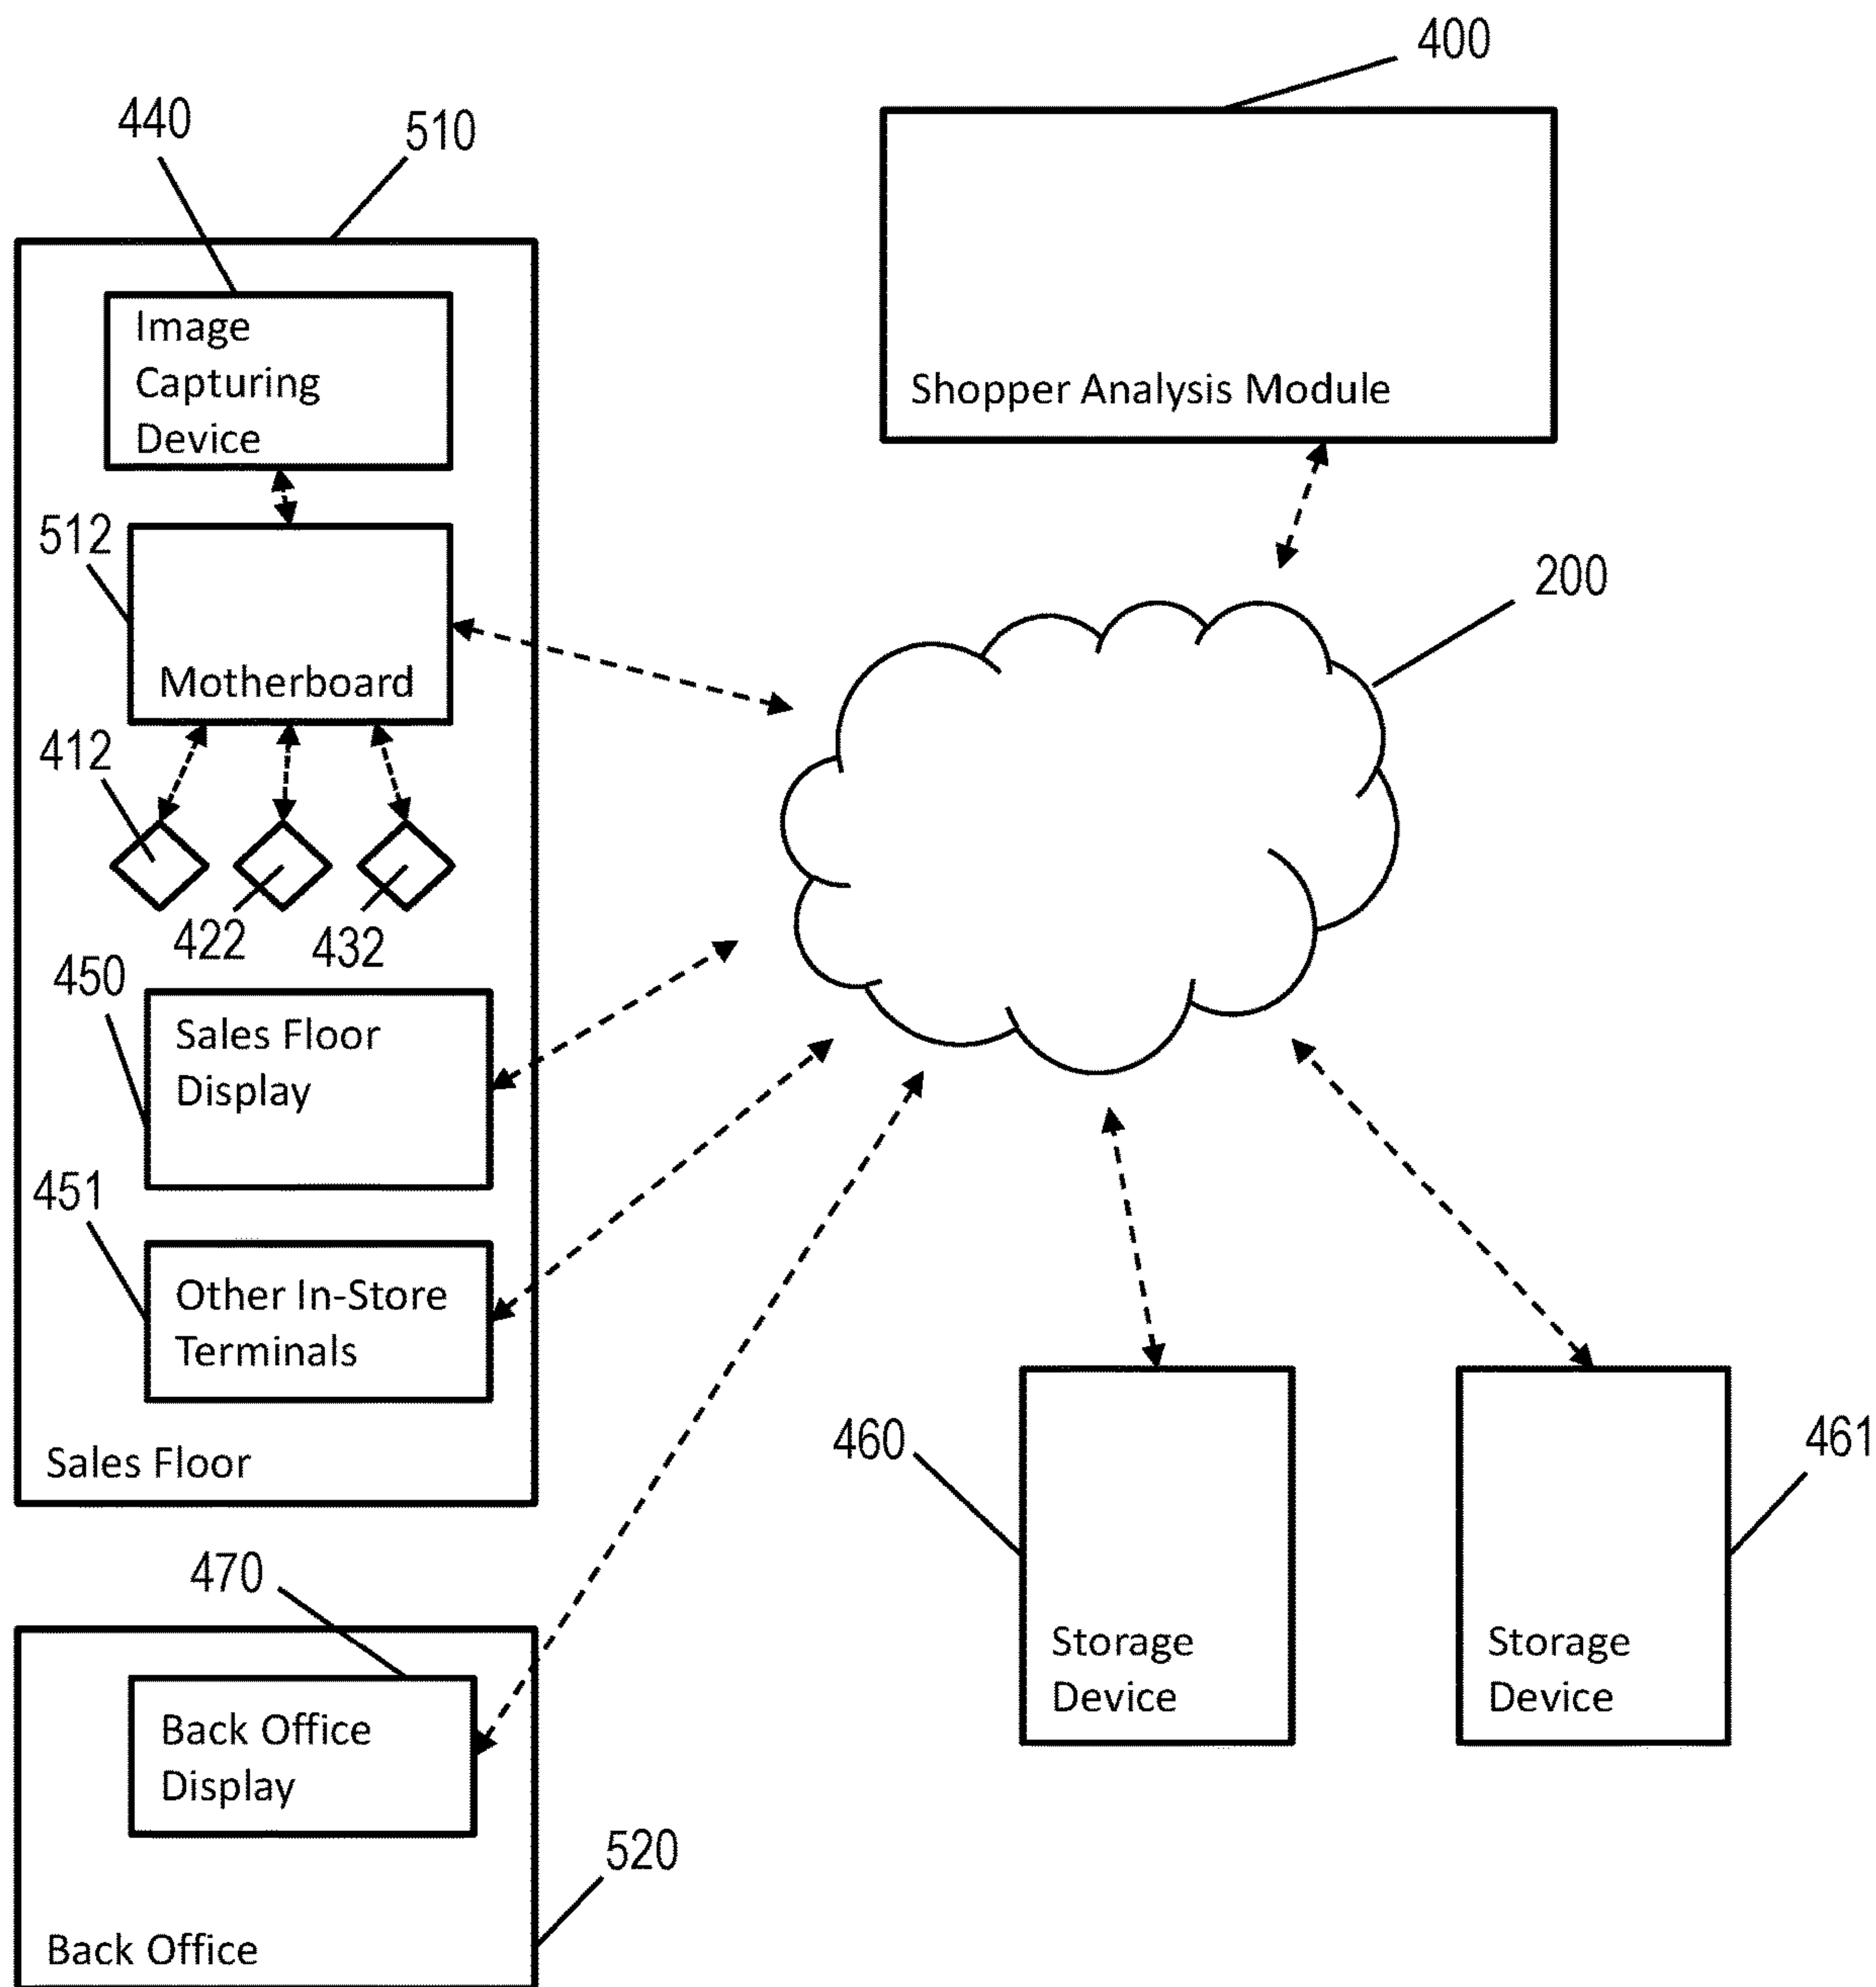 400
440
510
Image
Capturing
Device
Shopper Analysis Module
512
200
Motherboard
412
422
432
450
Sales Floor
Display
451
Other In-Store
Terminals
460
461
Sales Floor
470
Storage
Device
Storage
Device
Back Office
Display
520
Back Office